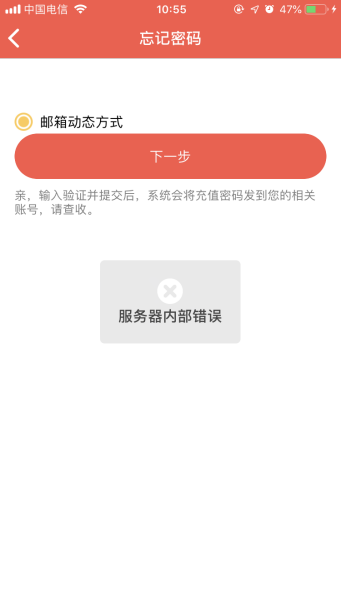 中国电信 10:55 47%
忘记密码
邮箱动态方式
下一步
亲，输入验证并提交后，系统会将充值密码发到您的相关
账号，请查收。
服务器内部错误